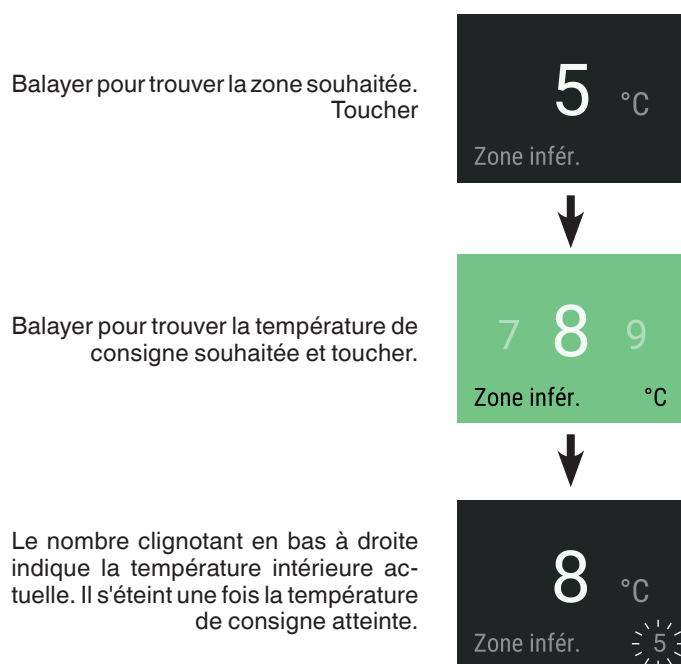 Balayer pour trouver la zone souhaitée.
Toucher
5 °C
Zone infér.
Balayer pour trouver la température de
consigne souhaitée et toucher.
7 8 9
Zone infér. °C
Le nombre clignotant en bas à droite
indique la température intérieure ac-
tuelle. Il s'éteint une fois la température
de consigne atteinte.
8 °C
Zone infér. 5